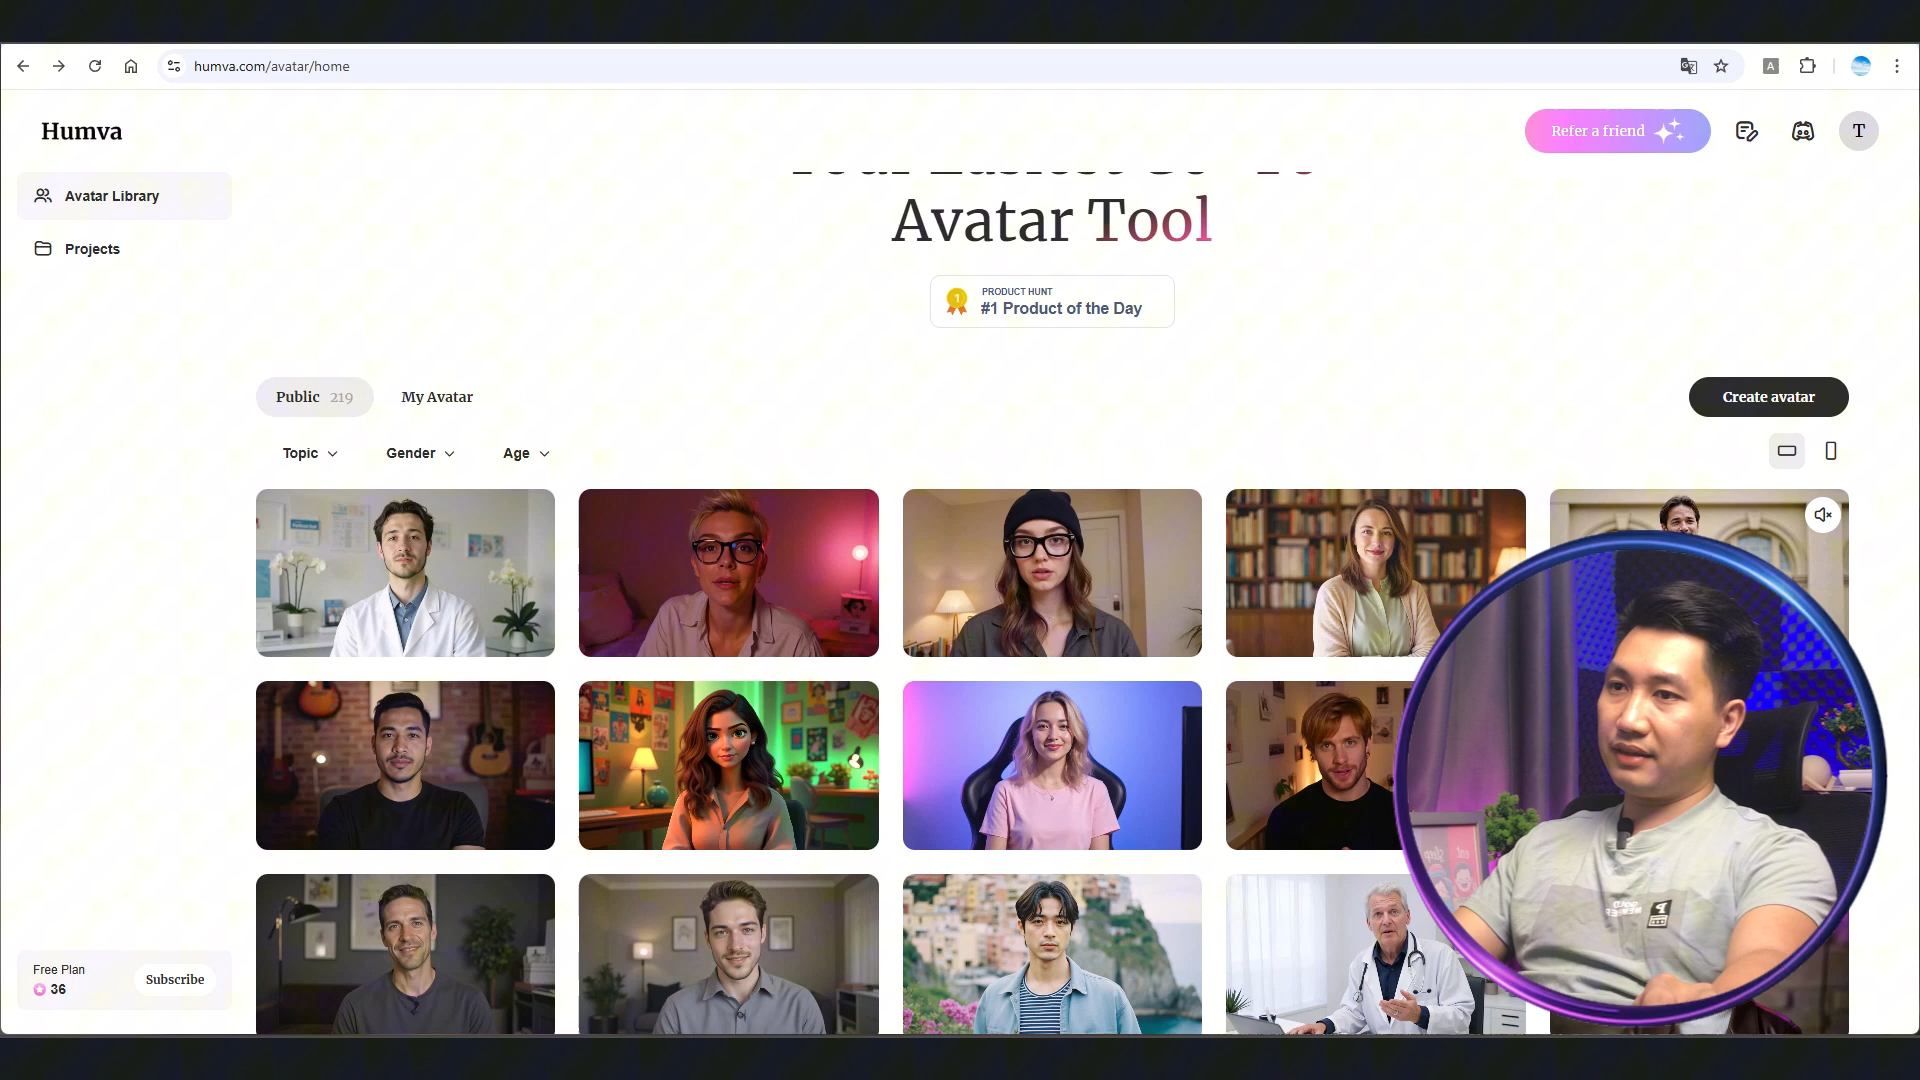 humva.com/avatar/home
A
Humva
Refer a friend
T
Avatar Library
Projects
Avatar Tool
1
PRODUCT HUNT
#1 Product of the Day
Public 219
My Avatar
Create avatar
Topic
Gender
Age
Free Plan
36
Subscribe